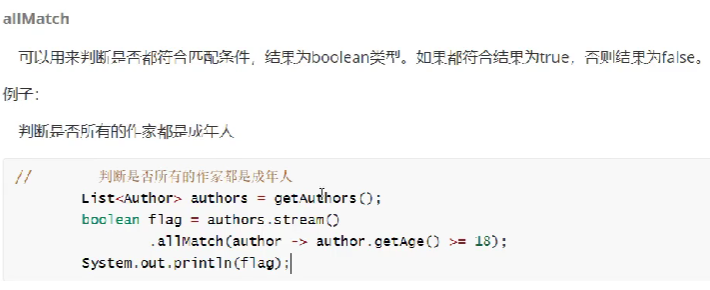 allMatch
可以用来判断是否都符合匹配条件，结果为boolean类型。如果都符合结果为true，否则结果为false。
例子：
判断是否所有的作家都是成年人
//        判断是否所有的作家都是成年人
        List<Author> authors = getAuthors();
        boolean flag = authors.stream()
                .allMatch(author -> author.getAge() >= 18);
        System.out.println(flag);